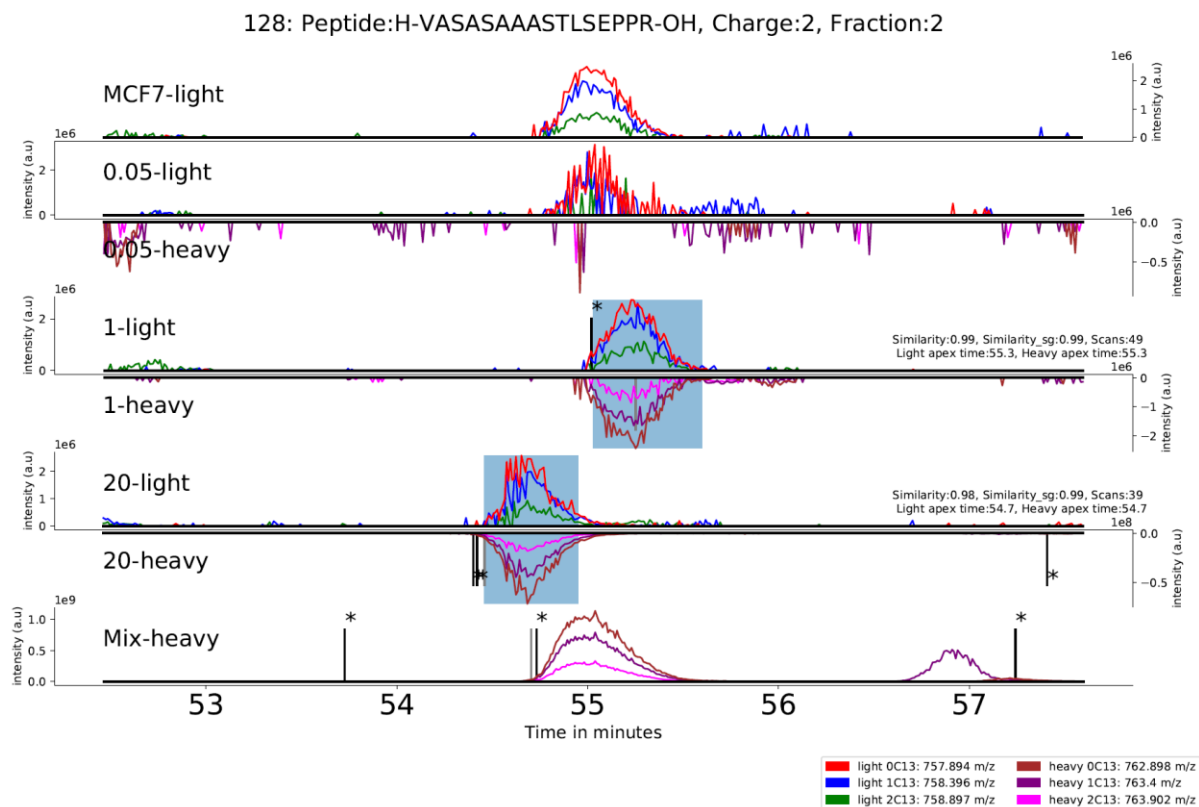 128: Peptide:H-VASASAAASTLSEPPR-OH, Charge:2, Fraction:2
1e6
MCF7-light
2
1
0
intensity (a.u)
1e6
0.05-light
intensity (a.u)
2
0
1e6
0.05-heavy
0.0
−0.5
intensity (a.u)
1e6
1-light
intensity (a.u)
2
0
*
Similarity:0.99, Similarity_sg:0.99, Scans:49
Light apex time:55.3, Heavy apex time:55.3
1e6
1-heavy
0
−1
−2
intensity (a.u)
1e6
20-light
intensity (a.u)
2
1
0
Similarity:0.98, Similarity_sg:0.99, Scans:39
Light apex time:54.7, Heavy apex time:54.7
1e8
20-heavy
**
*
0.0
−0.5
intensity (a.u)
1e9
Mix-heavy
intensity (a.u)
1.0
0.5
0.0
* * *
53 54 55 56 57
Time in minutes
light 0C13: 757.894 m/z heavy 0C13: 762.898 m/z
light 1C13: 758.396 m/z heavy 1C13: 763.4 m/z
light 2C13: 758.897 m/z heavy 2C13: 763.902 m/z